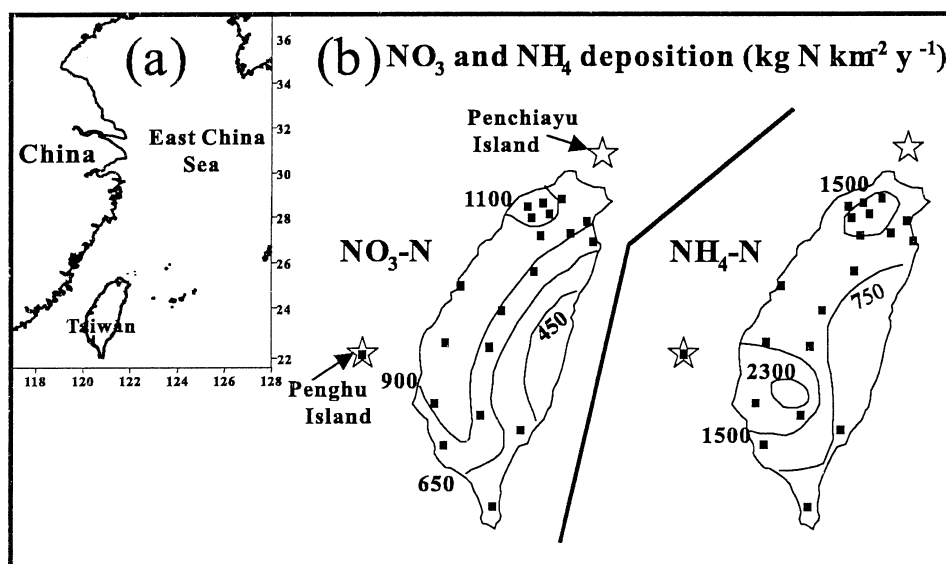 (a)
36
34
32
30
28
26
24
22
118 120 122 124 126 128
China
East China
Sea
Taiwan
(b) NO₃ and NH₄ deposition (kg N km⁻² y⁻¹)
Penchiayu
Island
1100
NO₃-N
450
900
650
Penghu
Island
1500
NH₄-N
750
2300
1500